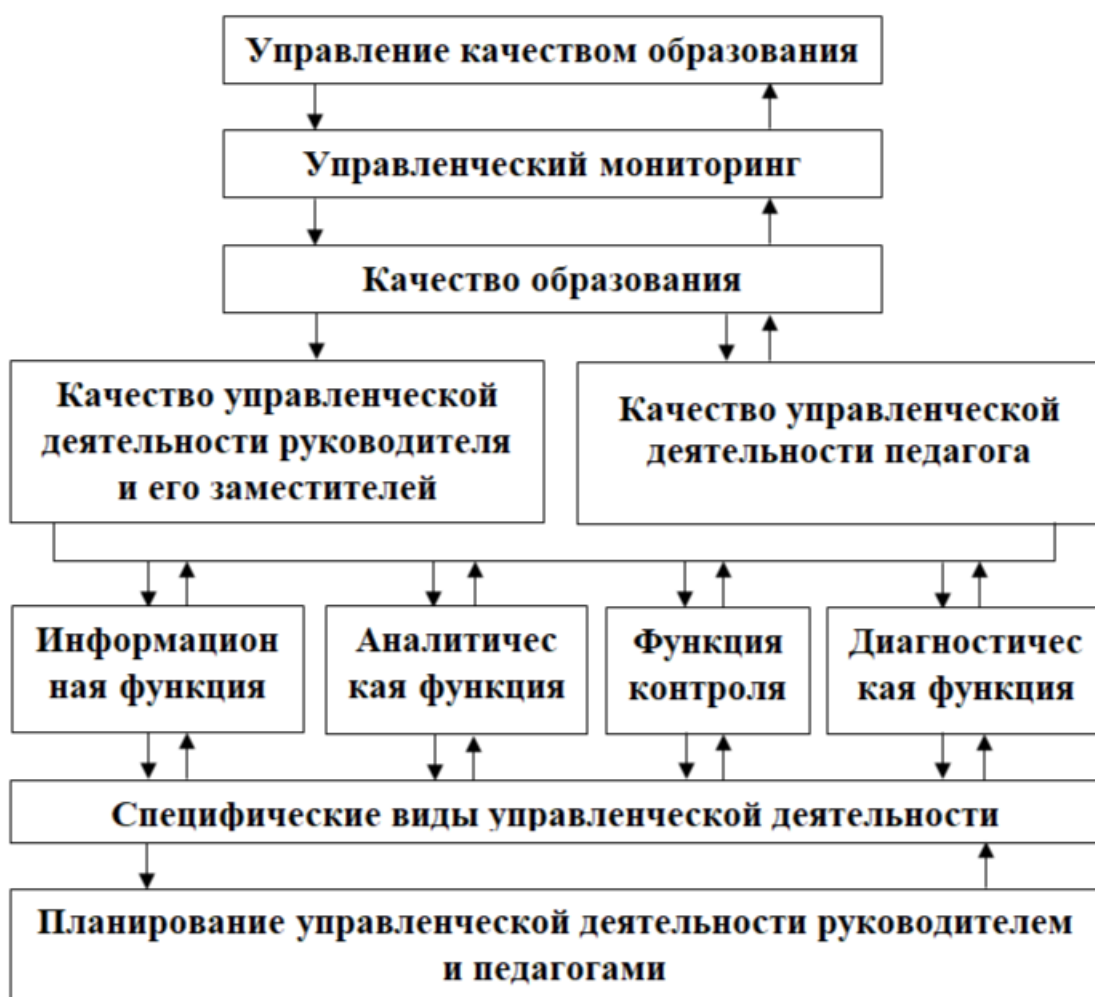 Управление качеством образования
Управленческий мониторинг
Качество образования
Качество управленческой
деятельности руководителя
и его заместителей
Качество управленческой
деятельности педагога
Информацион
ная функция
Аналитичес
кая функция
Функция
контроля
Диагностичес
кая функция
Специфические виды управленческой деятельности
Планирование управленческой деятельности руководителем
и педагогами